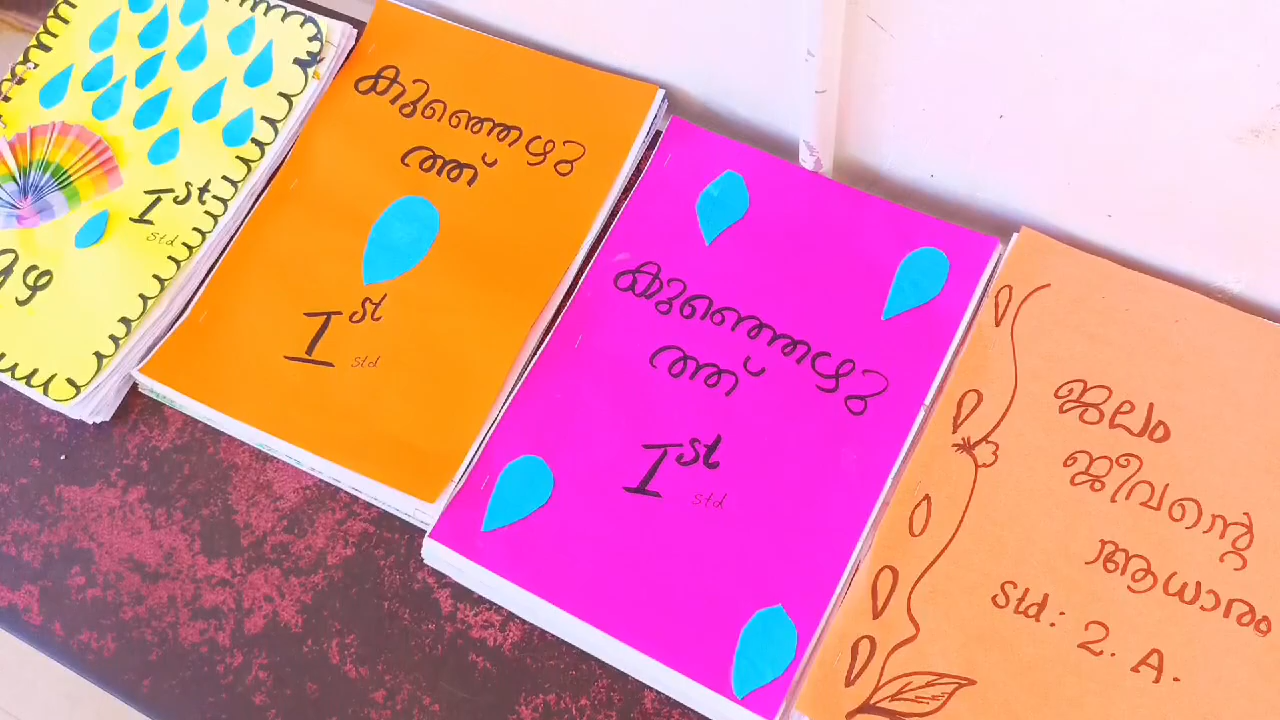 Ist
std
കുഞ്ഞെഴു
ത്ത്
Ist
std
കുഞ്ഞെഴു
ത്ത്
Ist
std
ജലം
ജീവന്റെ
ആധാരം
Std: 2. A.